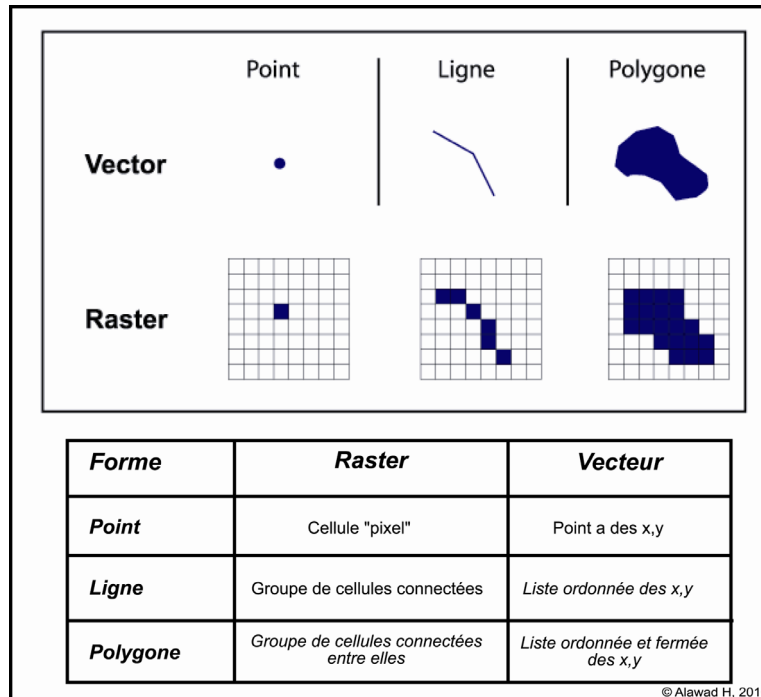 Point Ligne Polygone
Vector
Raster
Forme Raster Vecteur
Point Cellule "pixel" Point a des x,y
Ligne Groupe de cellules connectées Liste ordonnée des x,y
Polygone Groupe de cellules connectées entre elles Liste ordonnée et fermée des x,y
© Alawad H, 201